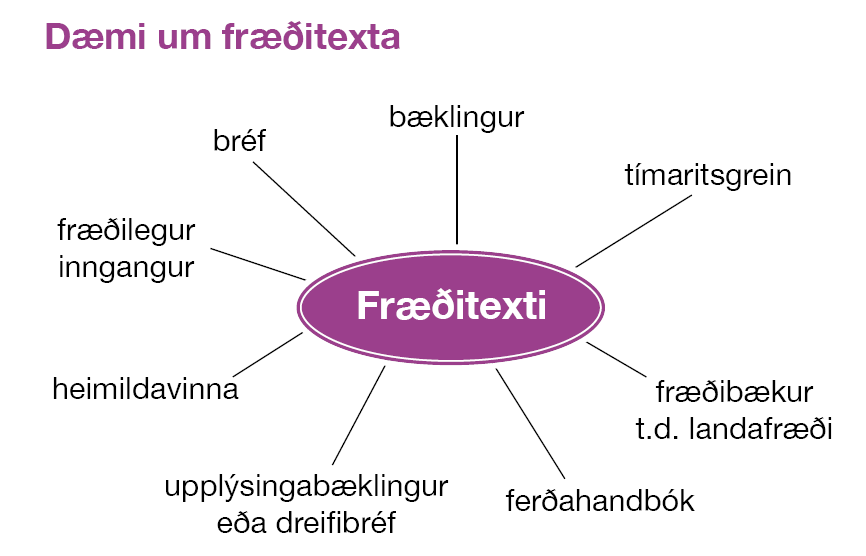 Dæmi um fræðitexta
bæklingur
bréf
tímaritsgrein
fræðilegur
inngangur
Fræðitexti
heimildavinna
fræðibækur
t.d. landafræði
upplýsingabæklingur
eða dreifibréf
ferðahandbók